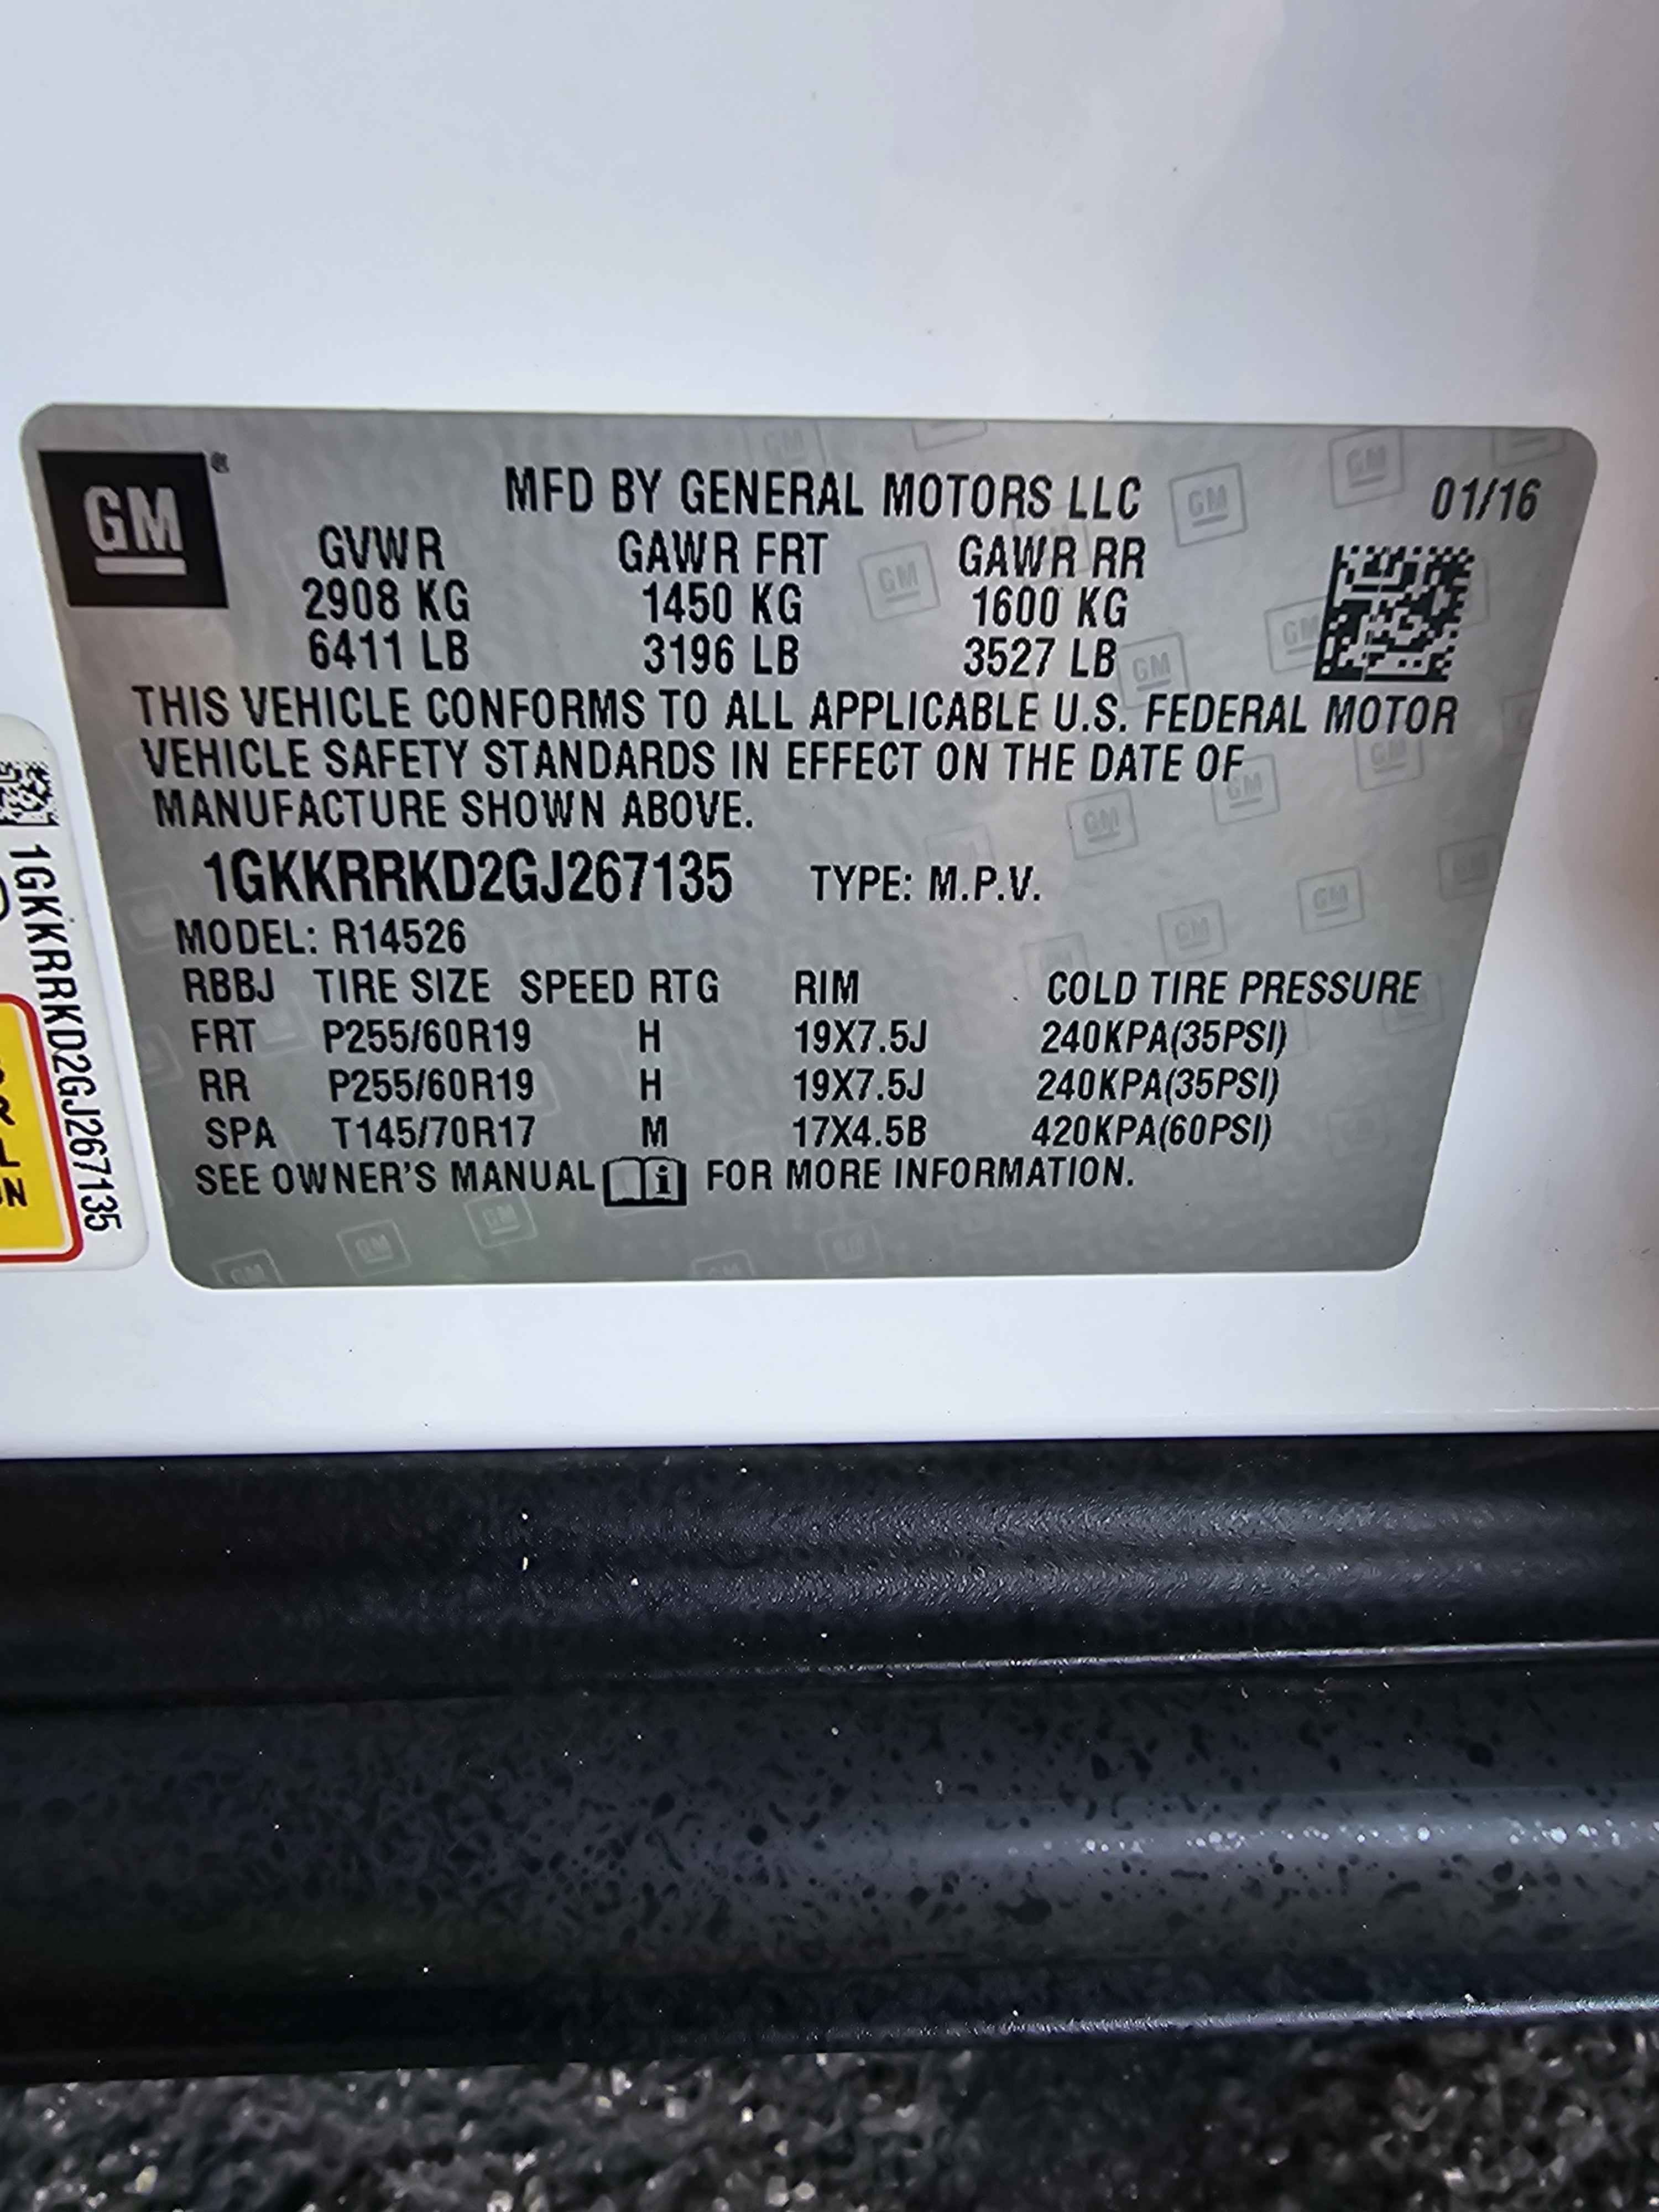 GM
MFD BY GENERAL MOTORS LLC 01/16
GVWR GAWR FRT GAWR RR
2908 KG 1450 KG 1600 KG
6411 LB 3196 LB 3527 LB
THIS VEHICLE CONFORMS TO ALL APPLICABLE U.S. FEDERAL MOTOR
VEHICLE SAFETY STANDARDS IN EFFECT ON THE DATE OF
MANUFACTURE SHOWN ABOVE.
1GKKRRKD2GJ267135 TYPE: M.P.V.
MODEL: R14526
RBBJ TIRE SIZE SPEED RTG RIM COLD TIRE PRESSURE
FRT P255/60R19 H 19X7.5J 240KPA(35PSI)
RR P255/60R19 H 19X7.5J 240KPA(35PSI)
SPA T145/70R17 M 17X4.5B 420KPA(60PSI)
SEE OWNER'S MANUAL FOR MORE INFORMATION.
1GKKRRKD2GJ267135